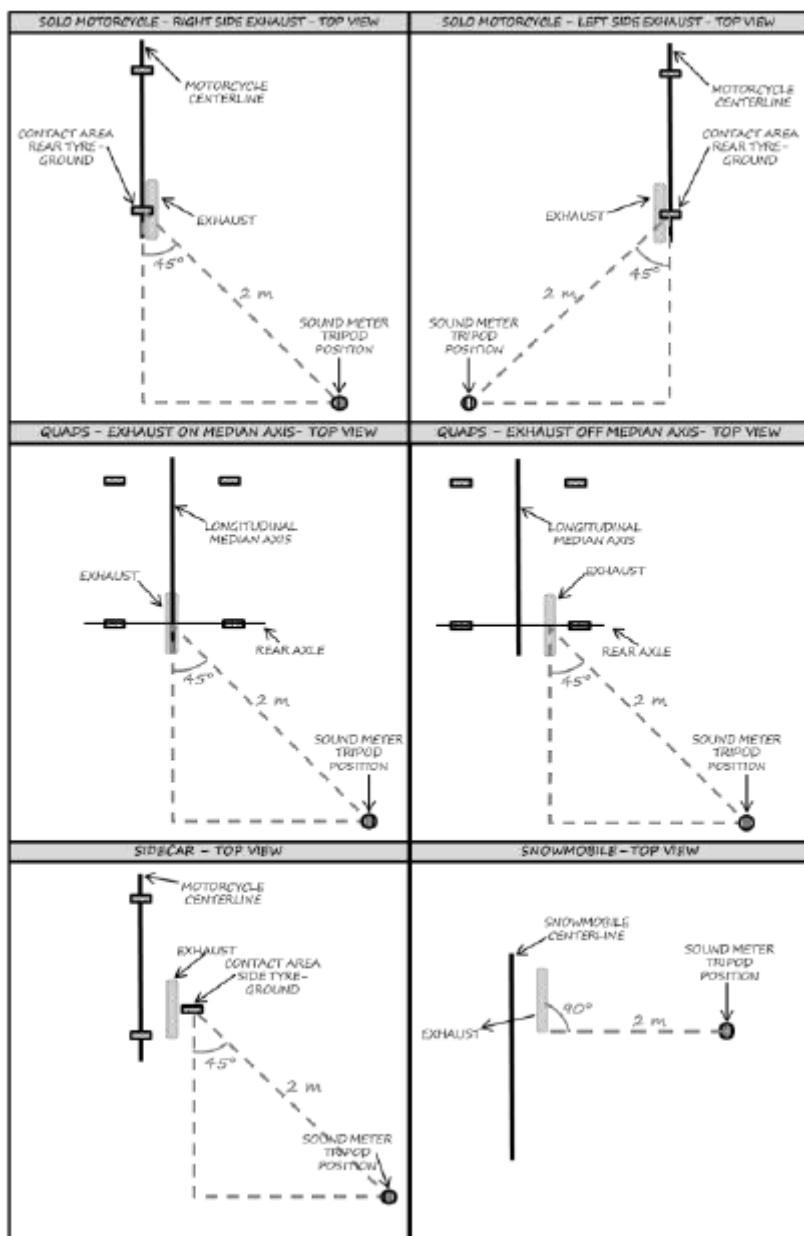 SOLO MOTORCYCLE - RIGHT SIDE EXHAUST - TOP VIEW
MOTORCYCLE
CENTERLINE
CONTACT AREA
REAR TYRE-
GROUND
EXHAUST
45°
2 m
SOUND METER
TRIPOD
POSITION
SOLO MOTORCYCLE - LEFT SIDE EXHAUST - TOP VIEW
MOTORCYCLE
CENTERLINE
CONTACT AREA
REAR TYRE-
GROUND
EXHAUST
45°
2 m
SOUND METER
TRIPOD
POSITION
QUADS - EXHAUST ON MEDIAN AXIS- TOP VIEW
LONGITUDINAL
MEDIAN AXIS
EXHAUST
REAR AXLE
45°
2 m
SOUND METER
TRIPOD
POSITION
QUADS - EXHAUST OFF MEDIAN AXIS- TOP VIEW
LONGITUDINAL
MEDIAN AXIS
EXHAUST
REAR AXLE
45°
2 m
SOUND METER
TRIPOD
POSITION
SIDECAR - TOP VIEW
MOTORCYCLE
CENTERLINE
EXHAUST
CONTACT AREA
SIDE TYRE-
GROUND
45°
2 m
SOUND METER
TRIPOD
POSITION
SNOWMOBILE - TOP VIEW
SNOWMOBILE
CENTERLINE
SOUND METER
TRIPOD
POSITION
90°
EXHAUST
2 m